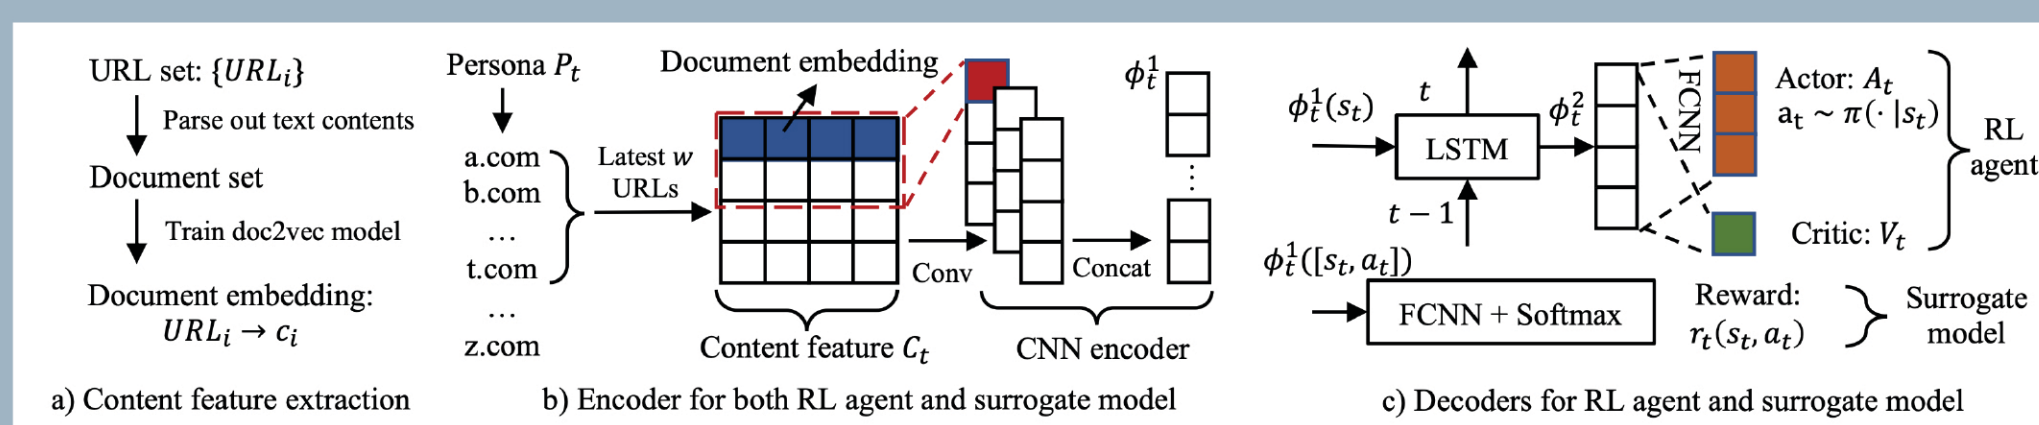 URL set: {URL_i}
Parse out text contents
Document set
Train doc2vec model
Document embedding:
URL_i → c_i
a) Content feature extraction
Persona P_t
a.com
b.com
...
t.com
...
z.com
Latest w
URLs
Document embedding
Content feature C_t
Conv
Concat
ϕ_t^1
CNN encoder
b) Encoder for both RL agent and surrogate model
ϕ_t^1(s_t)
t
LSTM
t − 1
ϕ_t^2
FCNN
Actor: A_t
a_t ~ π(· |s_t)
Critic: V_t
RL
agent
ϕ_t^1([s_t, a_t])
FCNN + Softmax
Reward:
r_t(s_t, a_t)
Surrogate
model
c) Decoders for RL agent and surrogate model